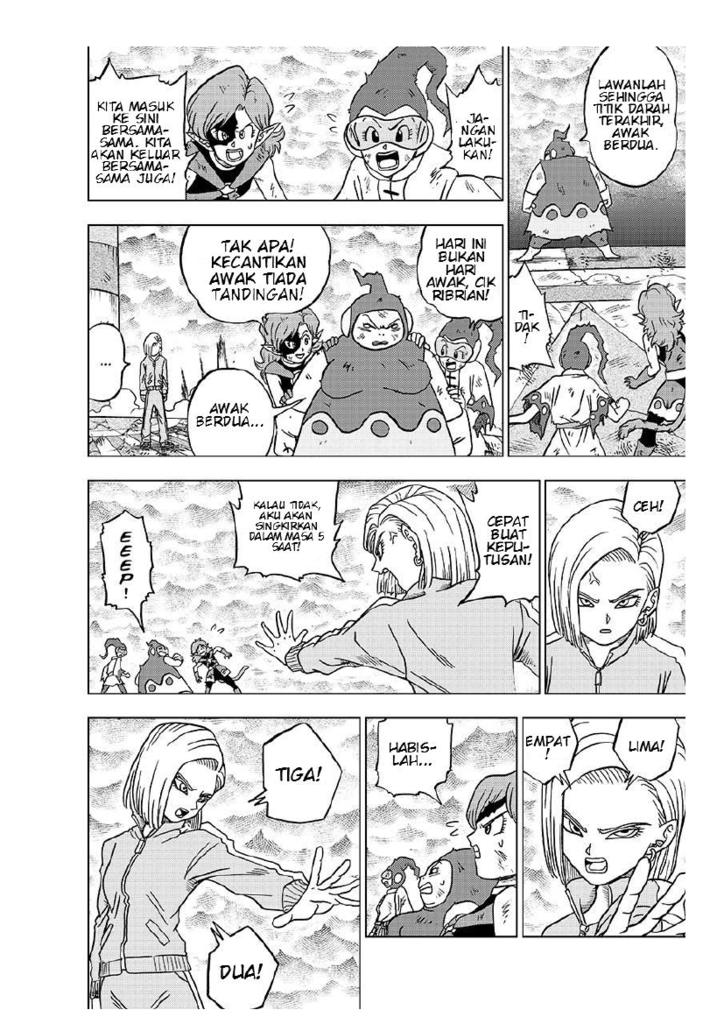 LAWANLAH
SEHINGGA
TITIK DARAH
TERAKHIR,
AWAK
BERDUA.
JA-
NGAN
LAKU-
KAN!
KITA MASUK
KE SINI
BERSAMA-
SAMA. KITA
AKAN KELUAR
BERSAMA-
SAMA JUGA!
TI-
DAK!
HARI INI
BUKAN
HARI
AWAK, CIK
RIBRIAN!
TAK APA!
KECANTIKAN
AWAK TIADA
TANDINGAN!
AWAK
BERDUA...
...
CEH!
CEPAT
BUAT
KEPU-
TUSAN!
KALAU TIDAK,
AKU AKAN
SINGKIRKAN
DALAM MASA 5
SAAT!
EEEP!
LIMA!
EMPAT
!
HABIS-
LAH...
TIGA!
DUA!